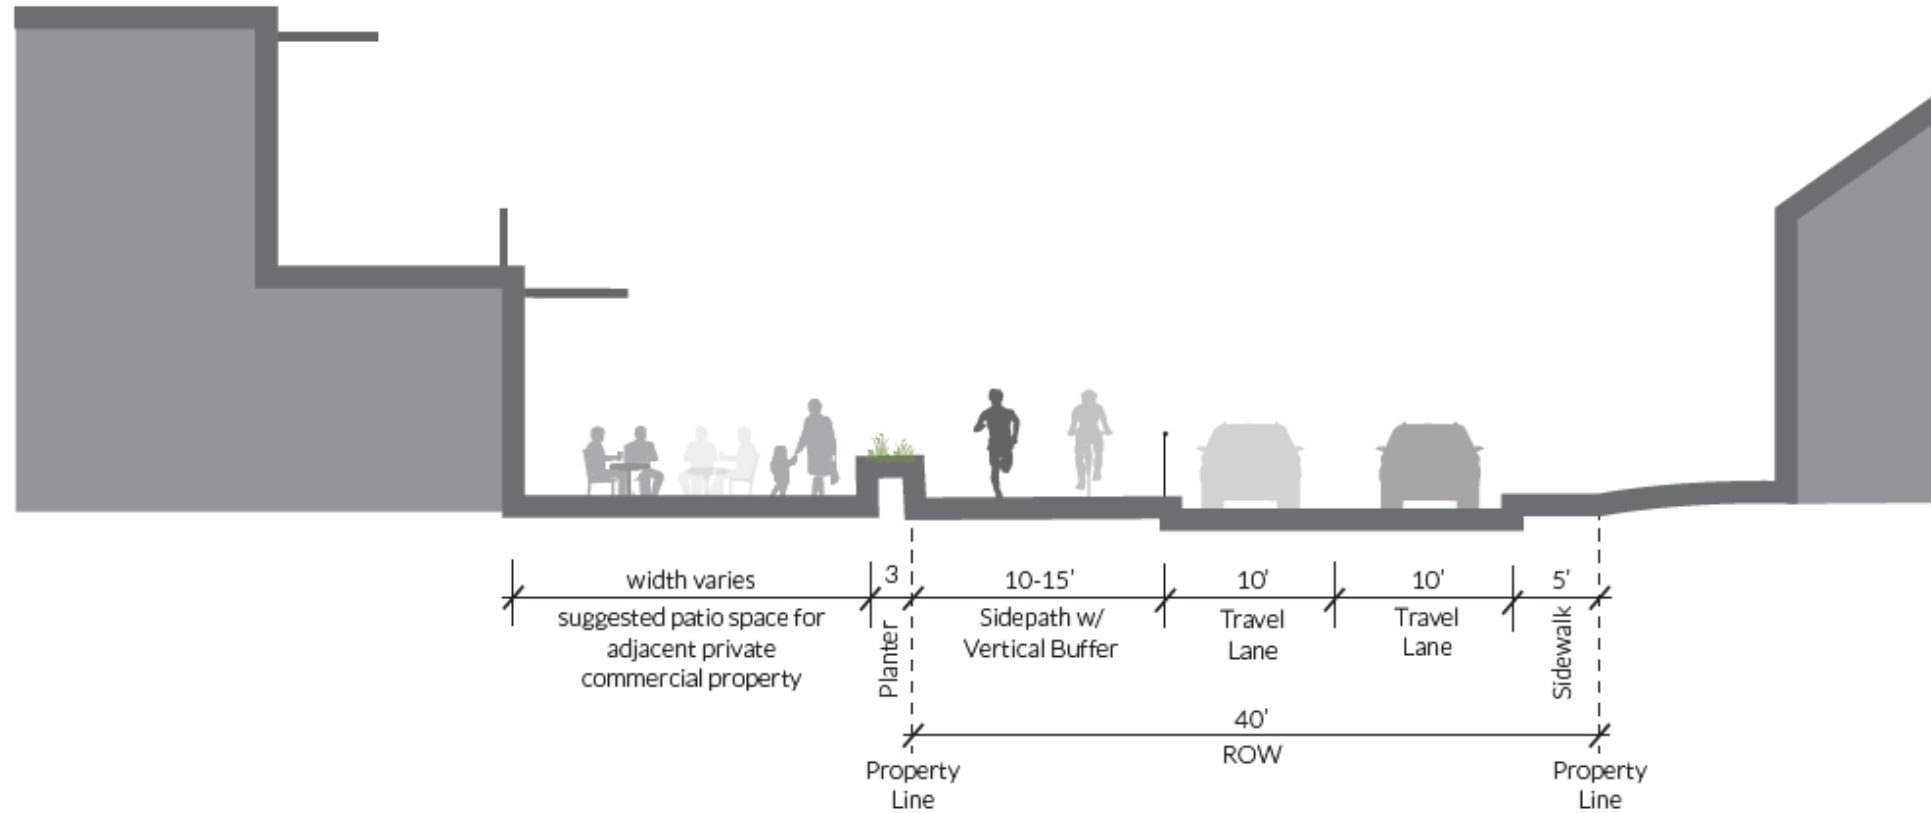 width varies
suggested patio space for
adjacent private
commercial property
3
Planter
10-15'
Sidepath w/
Vertical Buffer
10'
Travel
Lane
10'
Travel
Lane
5'
Sidewalk
40'
ROW
Property
Line
Property
Line